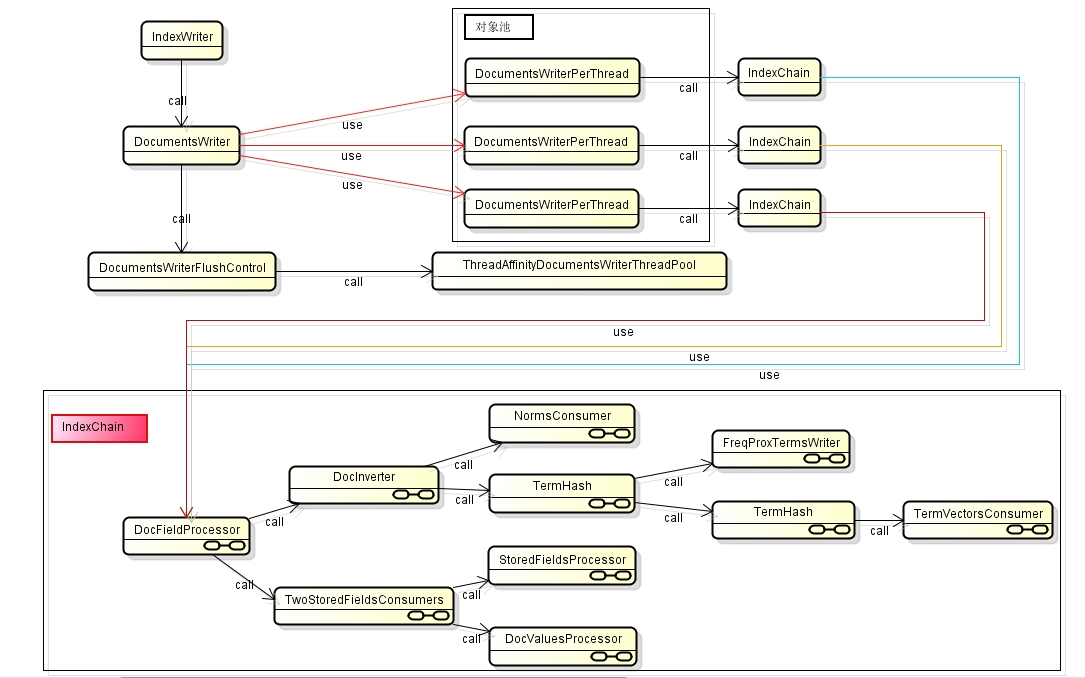 对象池
IndexWriter
call
DocumentsWriter
use
use
use
DocumentsWriterPerThread
call
IndexChain
DocumentsWriterPerThread
call
IndexChain
DocumentsWriterPerThread
call
IndexChain
call
DocumentsWriterFlushControl
call
ThreadAffinityDocumentsWriterThreadPool
use
use
use
IndexChain
DocFieldProcessor
call
DocInverter
call
NormsConsumer
call
TermHash
call
FreqProxTermsWriter
call
TermHash
call
TermVectorsConsumer
call
TwoStoredFieldsConsumers
call
StoredFieldsProcessor
call
DocValuesProcessor